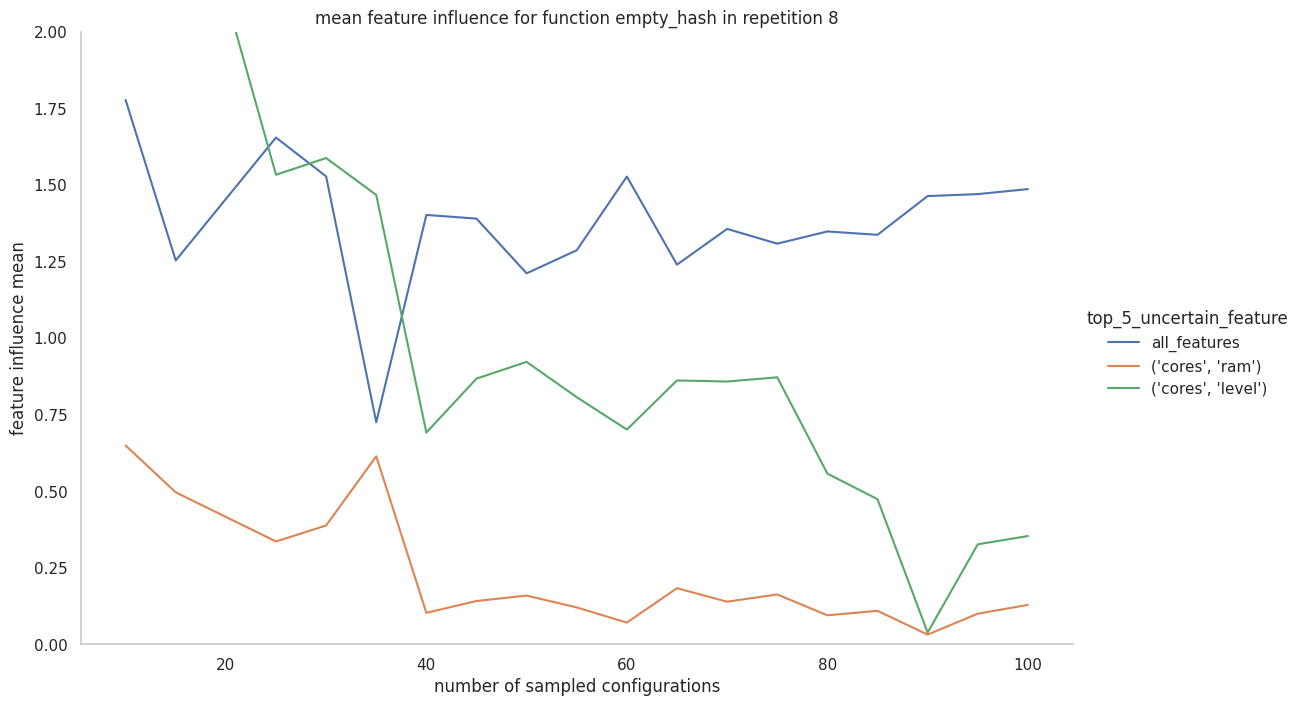 mean feature influence for function empty_hash in repetition 8
2.00
1.75
1.50
1.25
1.00
0.75
0.50
0.25
0.00
feature influence mean
20
40
60
80
100
number of sampled configurations
top_5_uncertain_feature
all_features
('cores', 'ram')
('cores', 'level')